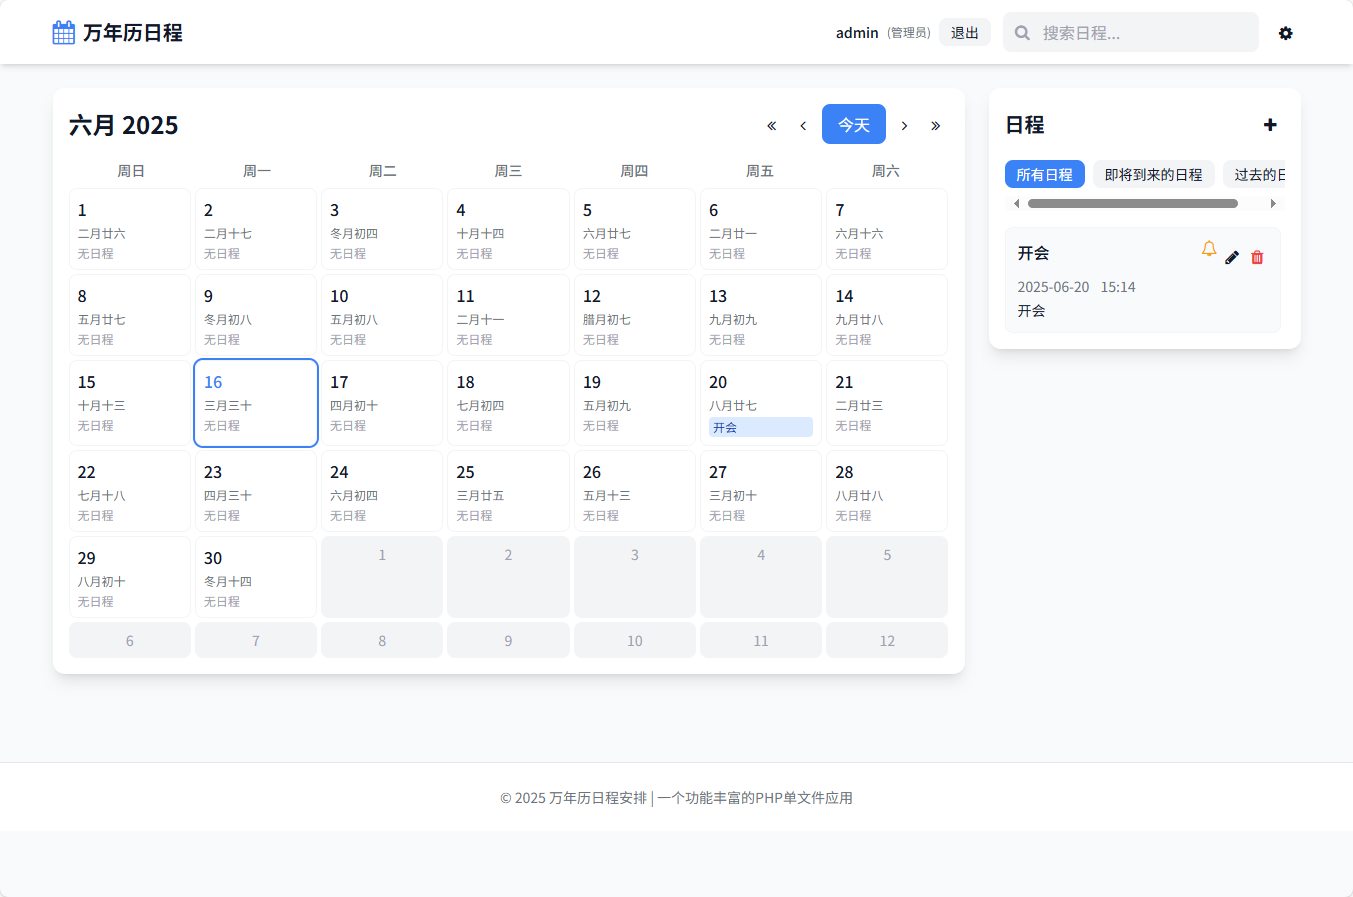 万年历日程
admin (管理员) 退出 搜索日程...
六月 2025
今天
周日 周一 周二 周三 周四 周五 周六
1 2 3 4 5 6 7
二月廿六 二月十七 冬月初四 十月十四 六月廿七 二月廿一 六月十六
无日程 无日程 无日程 无日程 无日程 无日程 无日程
8 9 10 11 12 13 14
五月廿七 冬月初八 五月初八 二月十一 腊月初七 九月初九 九月廿八
无日程 无日程 无日程 无日程 无日程 无日程 无日程
15 16 17 18 19 20 21
十月十三 三月三十 四月初十 七月初四 五月初九 八月廿七 二月廿三
无日程 无日程 无日程 无日程 无日程 开会 无日程
22 23 24 25 26 27 28
七月十八 四月三十 六月初四 三月廿五 五月十三 三月初十 八月廿八
无日程 无日程 无日程 无日程 无日程 无日程 无日程
29 30 1 2 3 4 5
八月初十 冬月十四
无日程 无日程
6 7 8 9 10 11 12
日程
所有日程 即将到来的日程 过去的日
开会
2025-06-20 15:14
开会
© 2025 万年历日程安排 | 一个功能丰富的PHP单文件应用